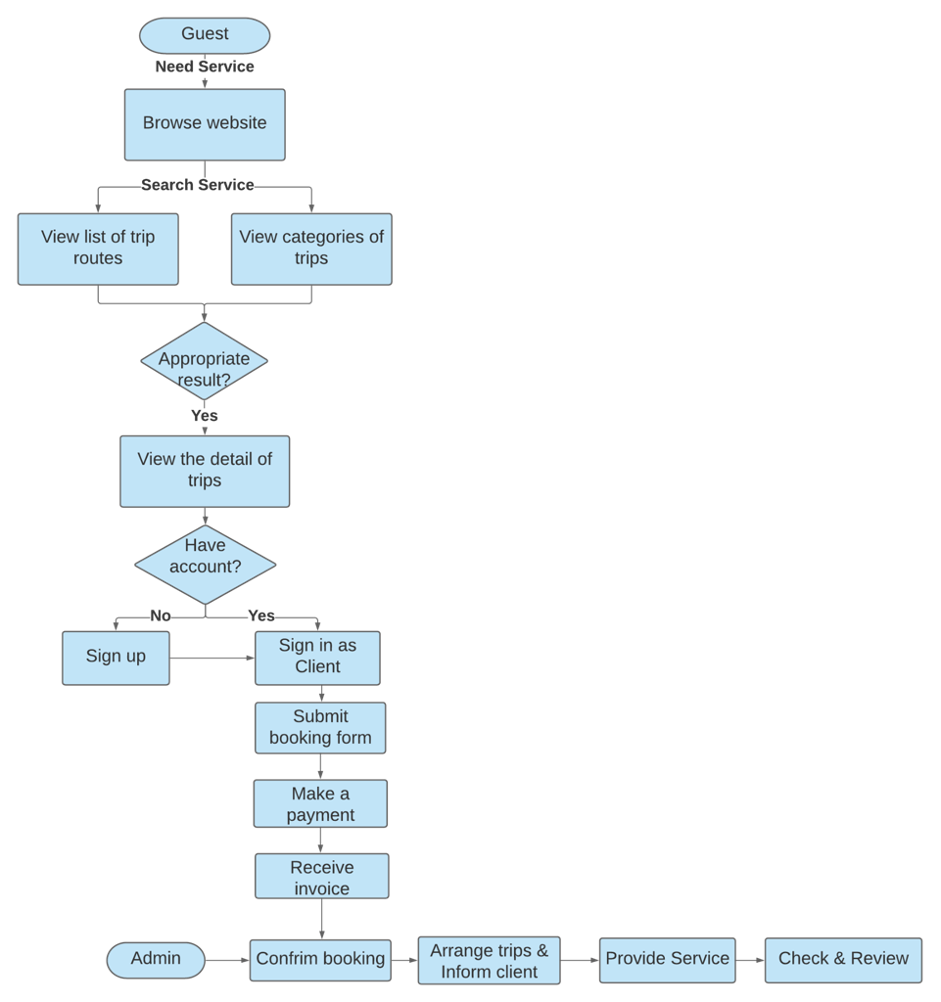 Guest
Need Service
Browse website
Search Service
View list of trip
routes
View categories of
trips
Appropriate
result?
Yes
View the detail of
trips
Have
account?
No
Yes
Sign up
Sign in as
Client
Submit
booking form
Make a
payment
Receive
invoice
Admin
Confrim booking
Arrange trips &
Inform client
Provide Service
Check & Review